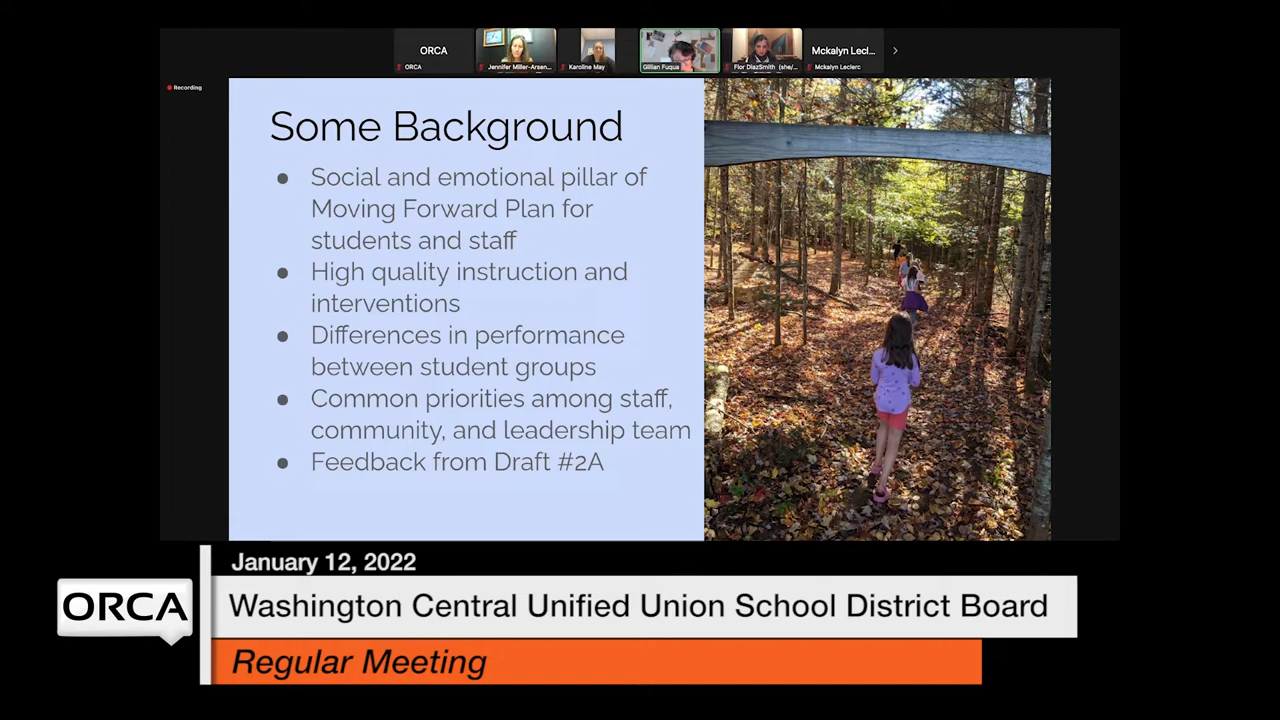 ORCA
Mckalyn Lecl...
ORCA
Jennifer Miller-Arsen...
Karoline May
Gillian Fuqua
Flor DiazSmith (she/...
Mckalyn Leclerc
Recording
Some Background
● Social and emotional pillar of
Moving Forward Plan for
students and staff
● High quality instruction and
interventions
● Differences in performance
between student groups
● Common priorities among staff,
community, and leadership team
● Feedback from Draft #2A
January 12, 2022
ORCA
Washington Central Unified Union School District Board
Regular Meeting